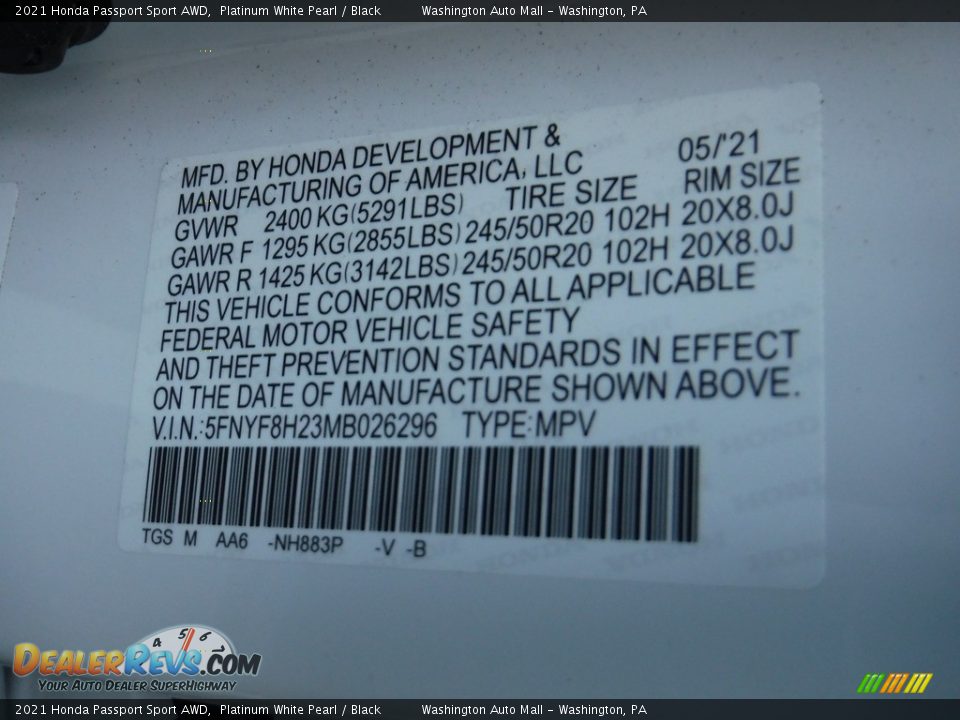 2021 Honda Passport Sport AWD, Platinum White Pearl / Black Washington Auto Mall - Washington, PA
MFD. BY HONDA DEVELOPMENT &
MANUFACTURING OF AMERICA, LLC 05/'21
GVWR 2400 KG(5291LBS) TIRE SIZE RIM SIZE
GAWR F 1295 KG(2855LBS) 245/50R20 102H 20X8.0J
GAWR R 1425 KG(3142LBS) 245/50R20 102H 20X8.0J
THIS VEHICLE CONFORMS TO ALL APPLICABLE
FEDERAL MOTOR VEHICLE SAFETY
AND THEFT PREVENTION STANDARDS IN EFFECT
ON THE DATE OF MANUFACTURE SHOWN ABOVE.
V.I.N.:5FNYF8H23MB026296 TYPE:MPV
TGS M AA6 -NH883P -V -B
4 5 6 7
DEALERREVS.COM
YOUR AUTO DEALER SUPERHIGHWAY
2021 Honda Passport Sport AWD, Platinum White Pearl / Black Washington Auto Mall - Washington, PA